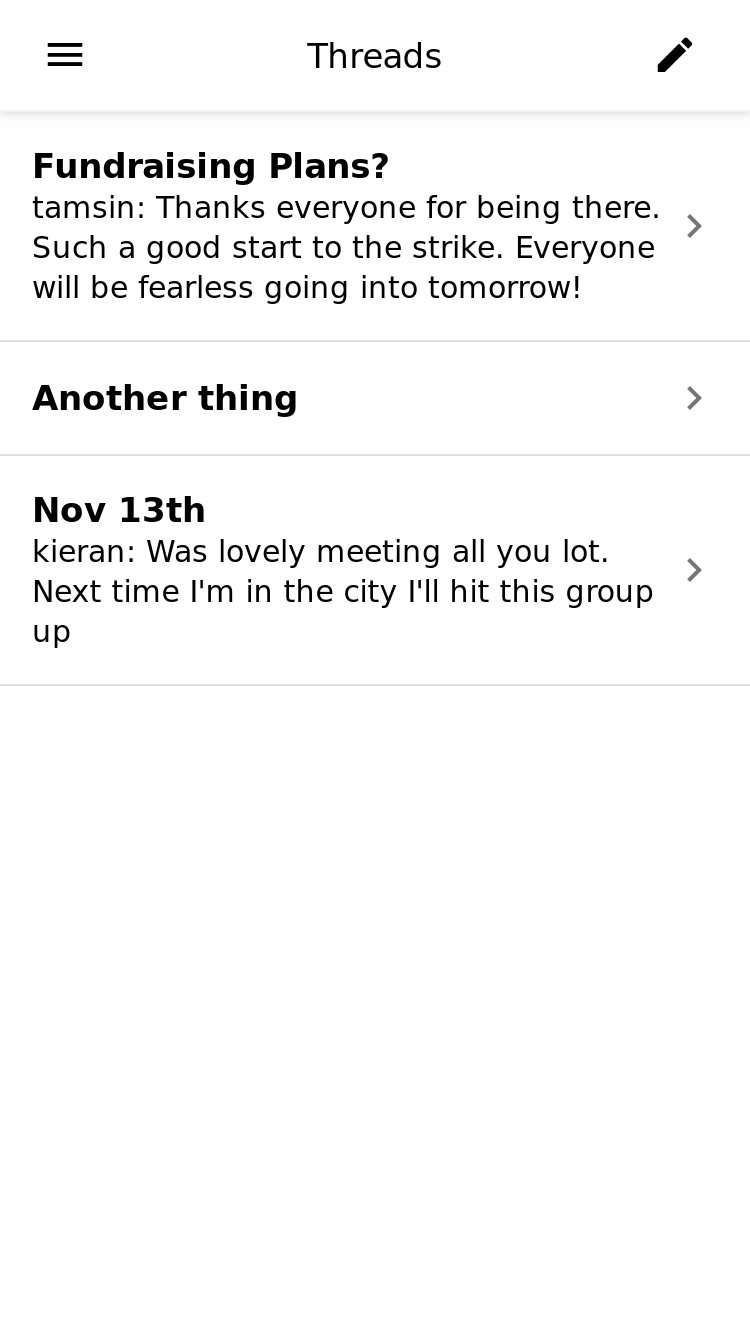 Threads
Fundraising Plans?
tamsin: Thanks everyone for being there.
Such a good start to the strike. Everyone
will be fearless going into tomorrow!
Another thing
Nov 13th
kieran: Was lovely meeting all you lot.
Next time I'm in the city I'll hit this group
up